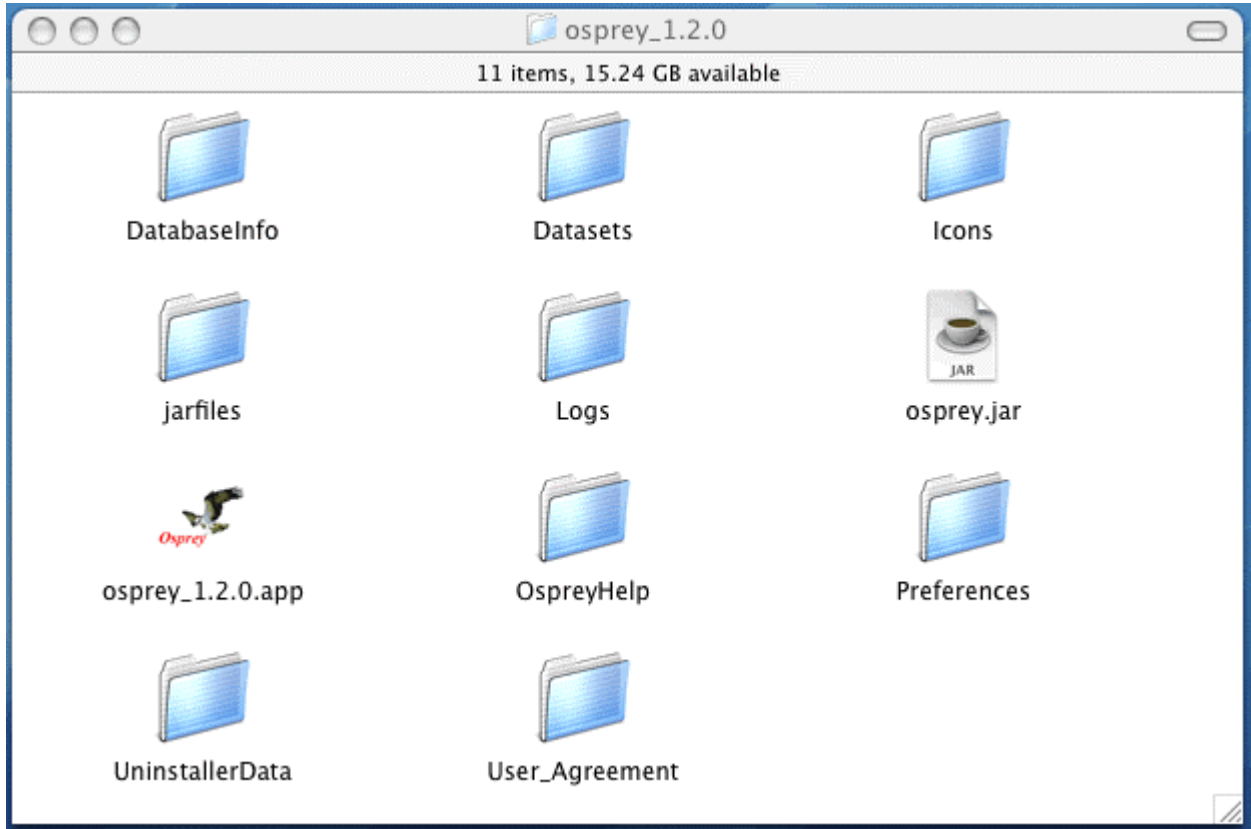 osprey_1.2.0
11 items, 15.24 GB available
DatabaseInfo
Datasets
Icons
jarfiles
Logs
JAR
osprey.jar
Osprey
osprey_1.2.0.app
OspreyHelp
Preferences
UninstallerData
User_Agreement